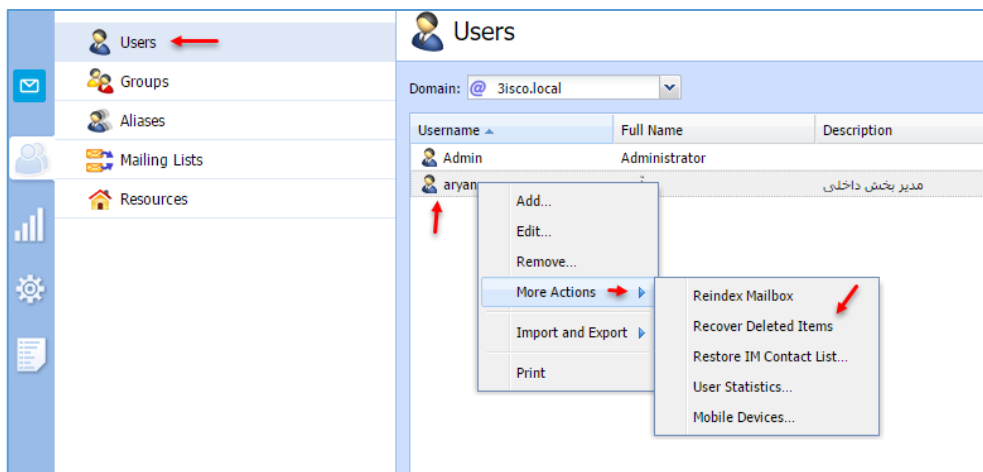 Users
Groups
Aliases
Mailing Lists
Resources
Users
Domain: @ 3isco.local
Username Full Name Description
Admin Administrator
aryan مدیر بخش داخلی
Add...
Edit...
Remove...
More Actions
Import and Export
Print
Reindex Mailbox
Recover Deleted Items
Restore IM Contact List...
User Statistics...
Mobile Devices...